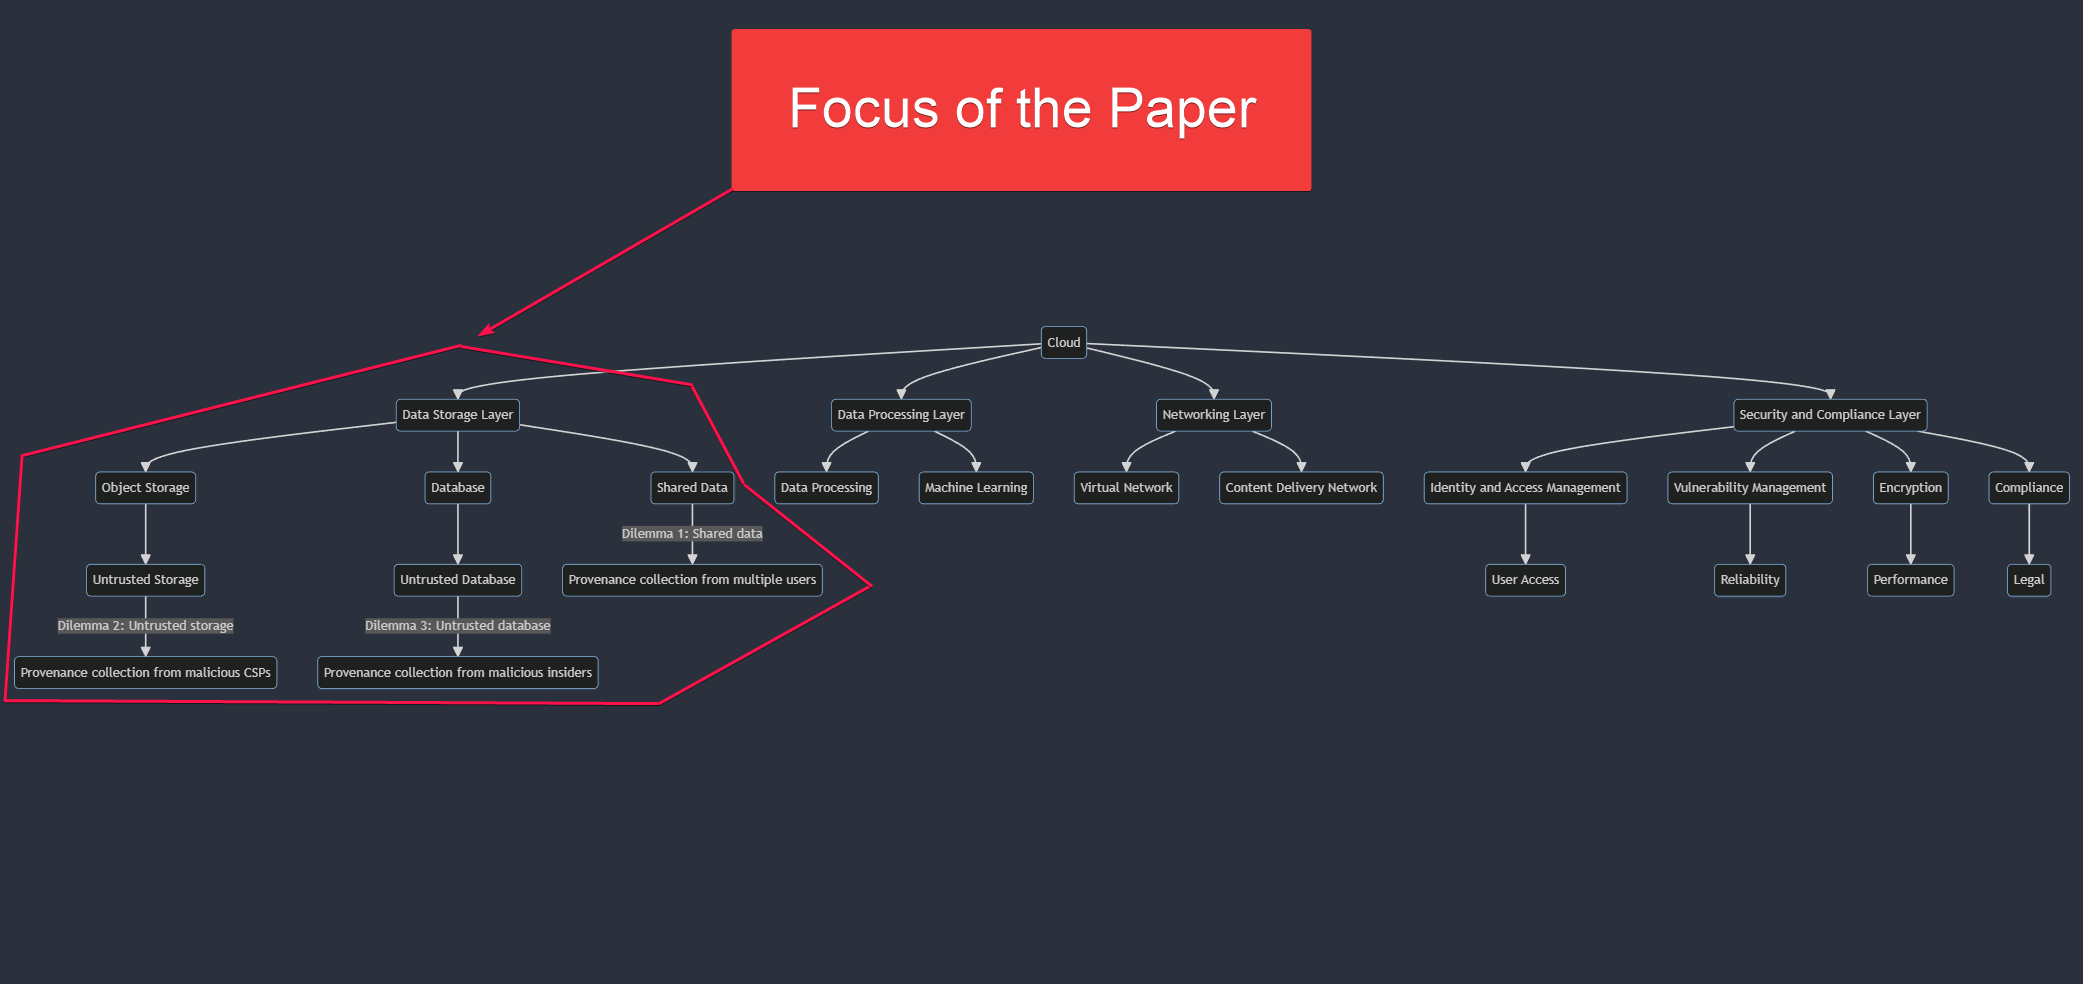 Focus of the Paper
Cloud
Data Storage Layer
Data Processing Layer
Networking Layer
Security and Compliance Layer
Object Storage
Database
Shared Data
Data Processing
Machine Learning
Virtual Network
Content Delivery Network
Identity and Access Management
Vulnerability Management
Encryption
Compliance
Dilemma 1: Shared data
Untrusted Storage
Untrusted Database
Provenance collection from multiple users
User Access
Reliability
Performance
Legal
Dilemma 2: Untrusted storage
Dilemma 3: Untrusted database
Provenance collection from malicious CSPs
Provenance collection from malicious insiders